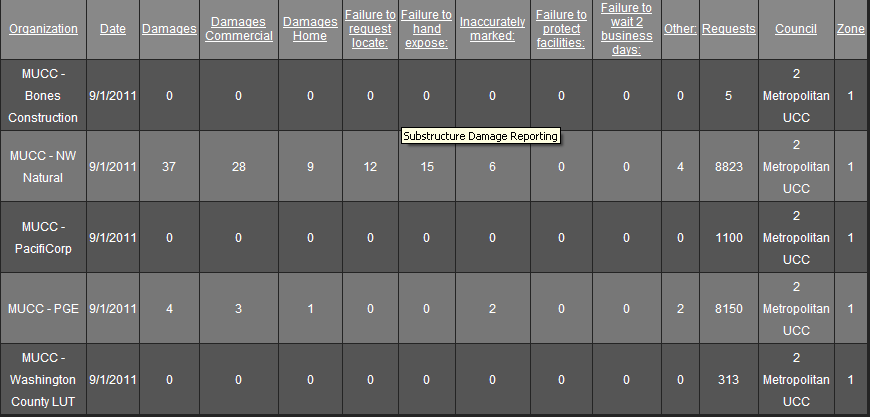 Organization Date Damages Damages Commercial Damages Home Failure to request locate: Failure to hand expose: Inaccurately marked: Failure to protect facilities: Failure to wait 2 business days: Other: Requests Council Zone
MUCC - Bones Construction 9/1/2011 0 0 0 0 0 0 0 0 0 5 2 Metropolitan UCC 1
Substructure Damage Reporting
MUCC - NW Natural 9/1/2011 37 28 9 12 15 6 0 0 4 8823 2 Metropolitan UCC 1
MUCC - PacifiCorp 9/1/2011 0 0 0 0 0 0 0 0 0 1100 2 Metropolitan UCC 1
MUCC - PGE 9/1/2011 4 3 1 0 0 2 0 0 2 8150 2 Metropolitan UCC 1
MUCC - Washington County LUT 9/1/2011 0 0 0 0 0 0 0 0 0 313 2 Metropolitan UCC 1